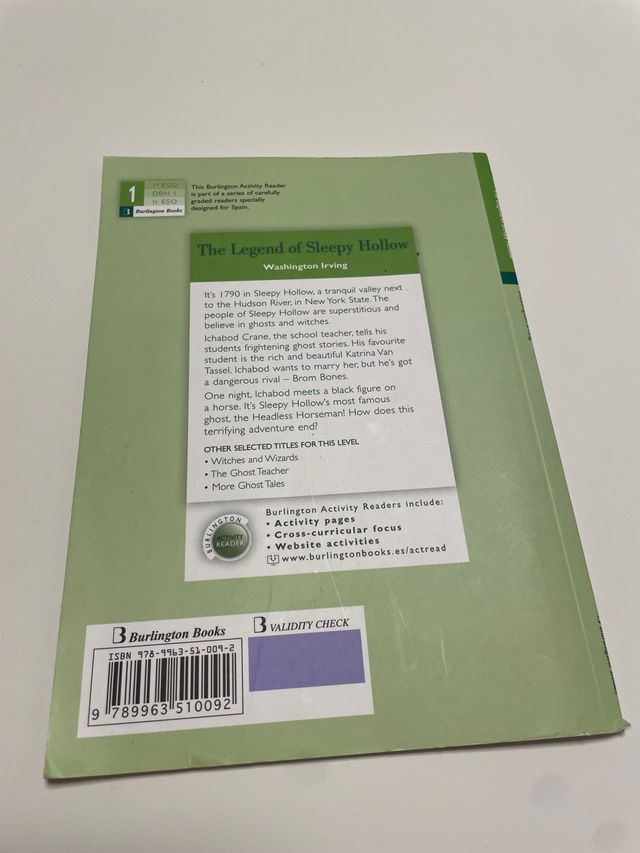 1
1º ESO
DBH 1
1r ESO
B Burlington Books
This Burlington Activity Reader
is part of a series of carefully
graded readers specially
designed for Spain.
The Legend of Sleepy Hollow
Washington Irving
It's 1790 in Sleepy Hollow, a tranquil valley next
to the Hudson River, in New York State. The
people of Sleepy Hollow are superstitious and
believe in ghosts and witches.
Ichabod Crane, the school teacher, tells his
students frightening ghost stories. His favourite
student is the rich and beautiful Katrina Van
Tassel. Ichabod wants to marry her, but he's got
a dangerous rival – Brom Bones.
One night, Ichabod meets a black figure on
a horse. It's Sleepy Hollow's most famous
ghost, the Headless Horseman! How does this
terrifying adventure end?
OTHER SELECTED TITLES FOR THIS LEVEL
• Witches and Wizards
• The Ghost Teacher
• More Ghost Tales
BURLINGTON
ACTIVITY
READER
Burlington Activity Readers include:
• Activity pages
• Cross-curricular focus
• Website activities
www.burlingtonbooks.es/actread
B Burlington Books
ISBN 978-9963-51-009-2
9 789963 510092
B VALIDITY CHECK